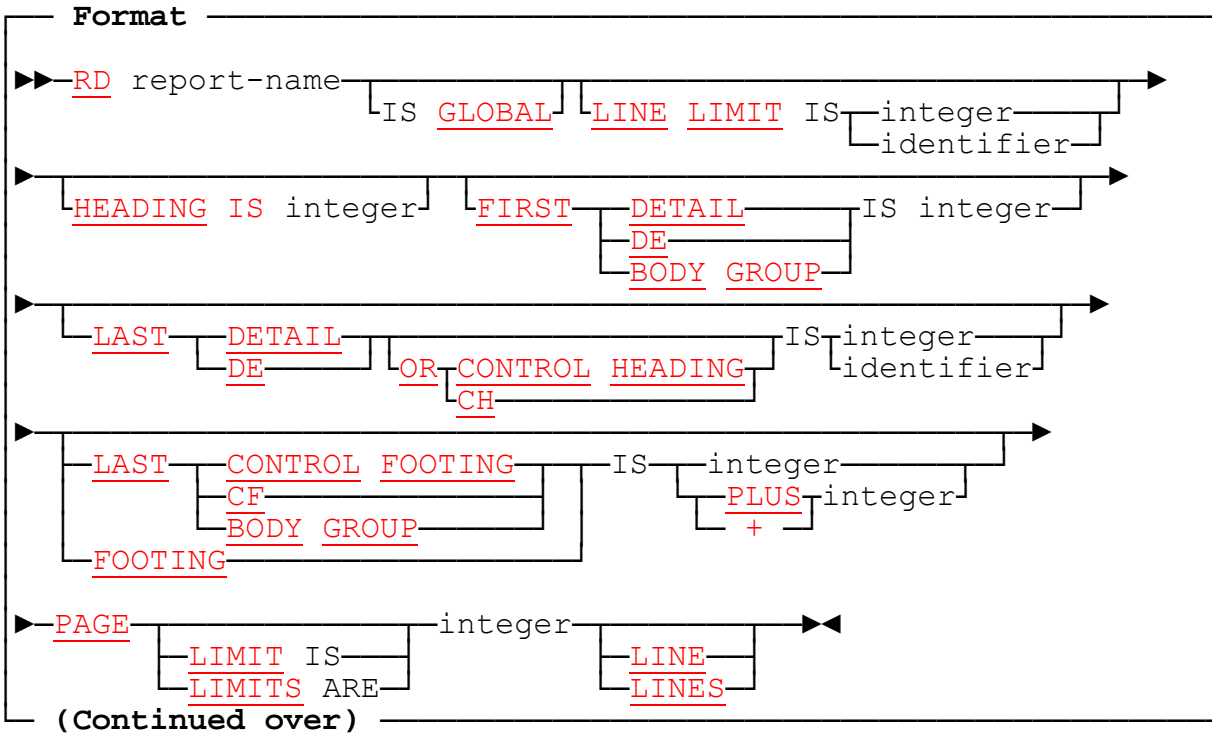 Format
RD report-name
IS GLOBAL LINE LIMIT IS integer
identifier
HEADING IS integer FIRST DETAIL IS integer
DE
BODY GROUP
LAST DETAIL IS integer
DE OR CONTROL HEADING identifier
CH
LAST CONTROL FOOTING IS integer
CF PLUS integer
BODY GROUP +
FOOTING
PAGE integer
LIMIT IS LINE
LIMITS ARE LINES
(Continued over)